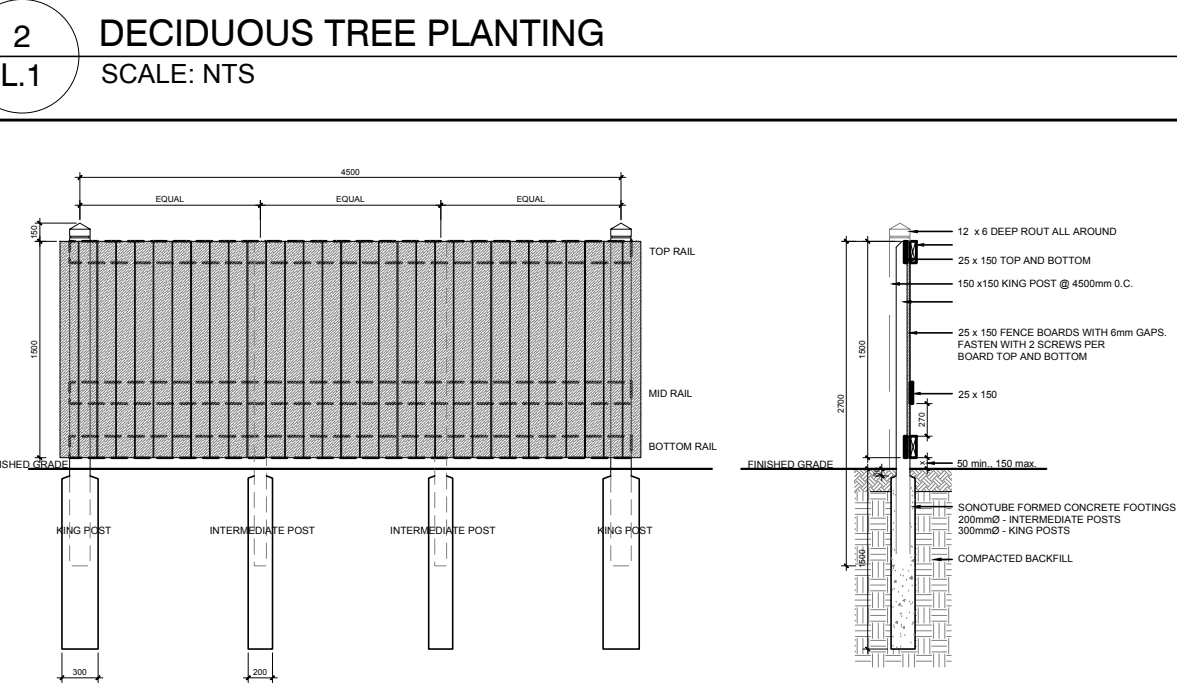 2
L.1
DECIDUOUS TREE PLANTING
SCALE: NTS
4500
EQUAL
EQUAL
EQUAL
150
1500
TOP RAIL
MID RAIL
BOTTOM RAIL
ISHED GRADE
KING POST
INTERMEDIATE POST
INTERMEDIATE POST
KING POST
300
200
12 x 6 DEEP ROUT ALL AROUND
25 x 150 TOP AND BOTTOM
150 x150 KING POST @ 4500mm O.C.
25 x 150 FENCE BOARDS WITH 6mm GAPS.
FASTEN WITH 2 SCREWS PER
BOARD TOP AND BOTTOM
25 x 150
1500
2700
270
FINISHED GRADE
x
50 min., 150 max.
SONOTUBE FORMED CONCRETE FOOTINGS
200mmØ - INTERMEDIATE POSTS
300mmØ - KING POSTS
COMPACTED BACKFILL
1500